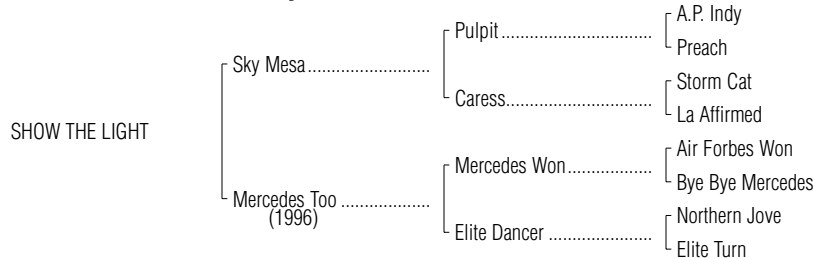 A.P. Indy
Pulpit
Preach
Sky Mesa
Storm Cat
Caress
La Affirmed
SHOW THE LIGHT
Air Forbes Won
Mercedes Won
Bye Bye Mercedes
Mercedes Too
(1996)
Northern Jove
Elite Dancer
Elite Turn